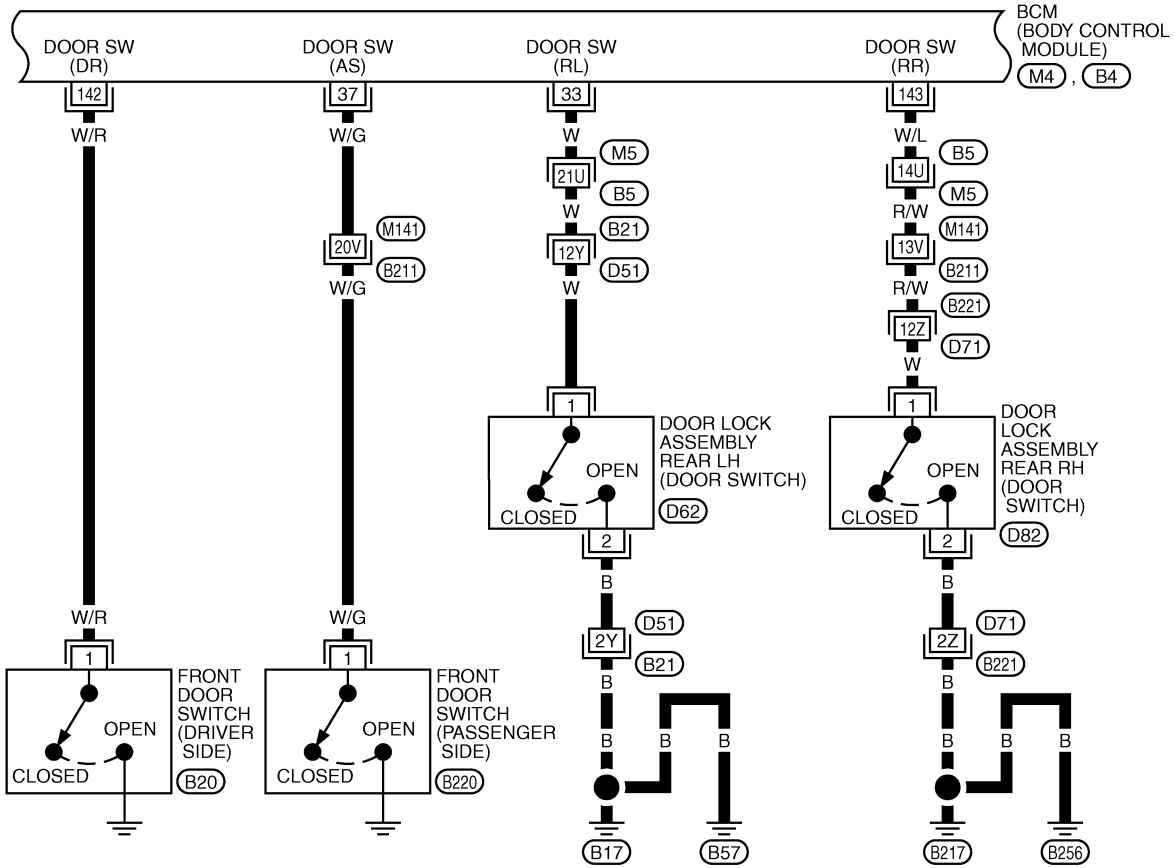 BCM
(BODY CONTROL
MODULE)
M4 , B4
DOOR SW
(DR)
DOOR SW
(AS)
DOOR SW
(RL)
DOOR SW
(RR)
142
37
33
143
W/R
W/G
W
W/L
21U
M5
B5
14U
B5
M5
W
R/W
20V
M141
B211
12Y
B21
D51
13V
M141
B211
W/G
W
R/W
12Z
B221
D71
W
1
1
DOOR LOCK
ASSEMBLY
REAR LH
(DOOR SWITCH)
D62
OPEN
CLOSED
2
DOOR
LOCK
ASSEMBLY
REAR RH
(DOOR
SWITCH)
D82
OPEN
CLOSED
2
B
B
W/R
W/G
2Y
D51
B21
2Z
D71
B221
1
1
B
B
FRONT
DOOR
SWITCH
(DRIVER
SIDE)
B20
OPEN
CLOSED
FRONT
DOOR
SWITCH
(PASSENGER
SIDE)
B220
OPEN
CLOSED
B
B
B
B
B
B
B17
B57
B217
B256